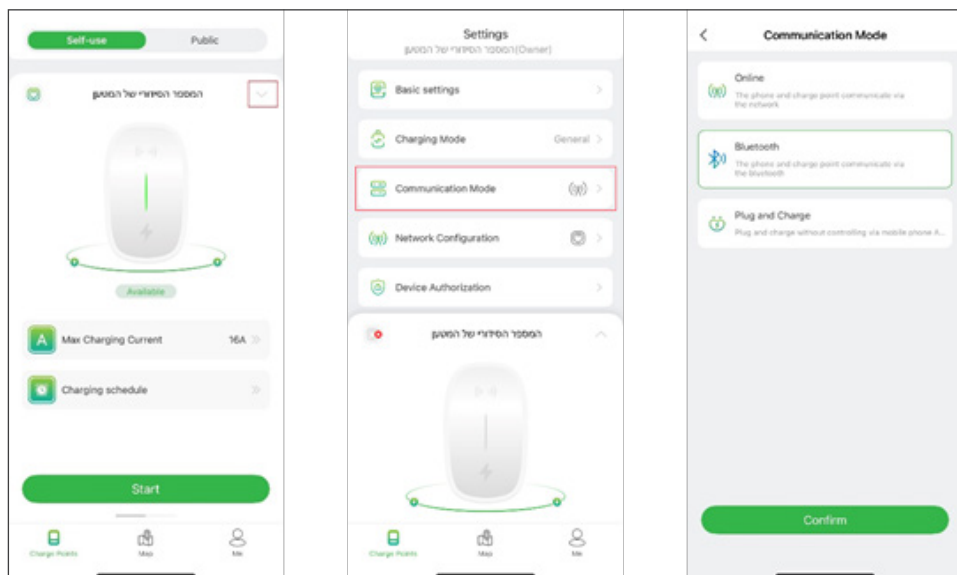 Self-use
Public
המספר הסידורי של המטען
Available
Max Charging Current
16A
Charging schedule
Start
Charge Points
Map
Me
Settings
המספר הסידורי של המטען(Owner)
Basic settings
Charging Mode
General
Communication Mode
Network Configuration
Device Authorization
המספר הסידורי של המטען
Charge Points
Map
Me
Communication Mode
Online
The phone and charge point communicate via
the network
Bluetooth
The phone and charge point communicate via
the bluetooth
Plug and Charge
Plug and charge without controlling via mobile phone A...
Confirm